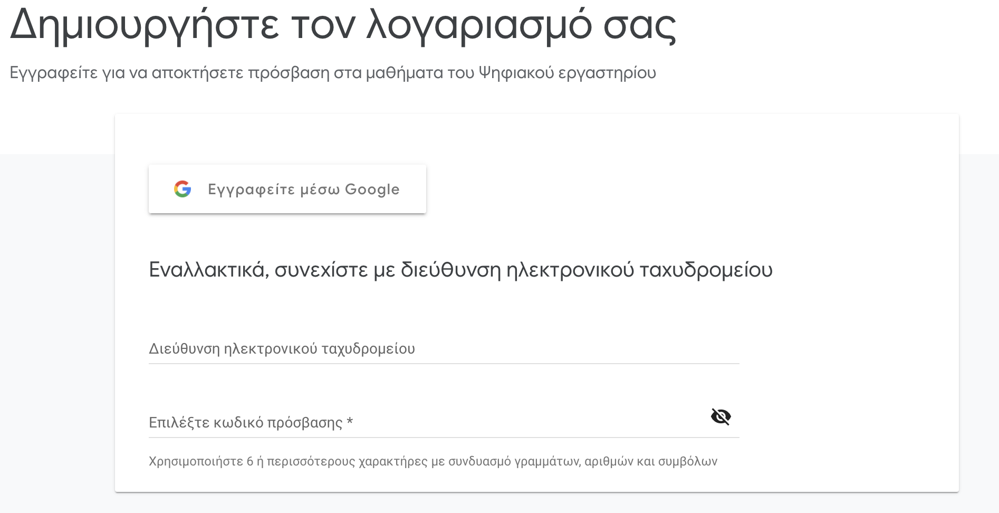 Δημιουργήστε τον λογαριασμό σας
Εγγραφείτε για να αποκτήσετε πρόσβαση στα μαθήματα του Ψηφιακού εργαστηρίου
Εγγραφείτε μέσω Google
Εναλλακτικά, συνεχίστε με διεύθυνση ηλεκτρονικού ταχυδρομείου
Διεύθυνση ηλεκτρονικού ταχυδρομείου
Επιλέξτε κωδικό πρόσβασης *
Χρησιμοποιήστε 6 ή περισσότερους χαρακτήρες με συνδυασμό γραμμάτων, αριθμών και συμβόλων